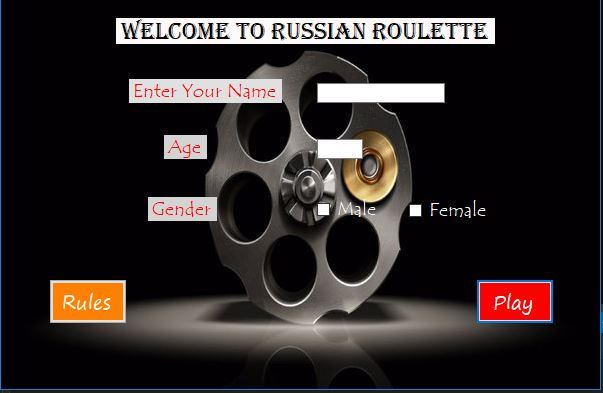 WELCOME TO RUSSIAN ROULETTE
Enter Your Name
Age
Gender Male Female
Rules Play